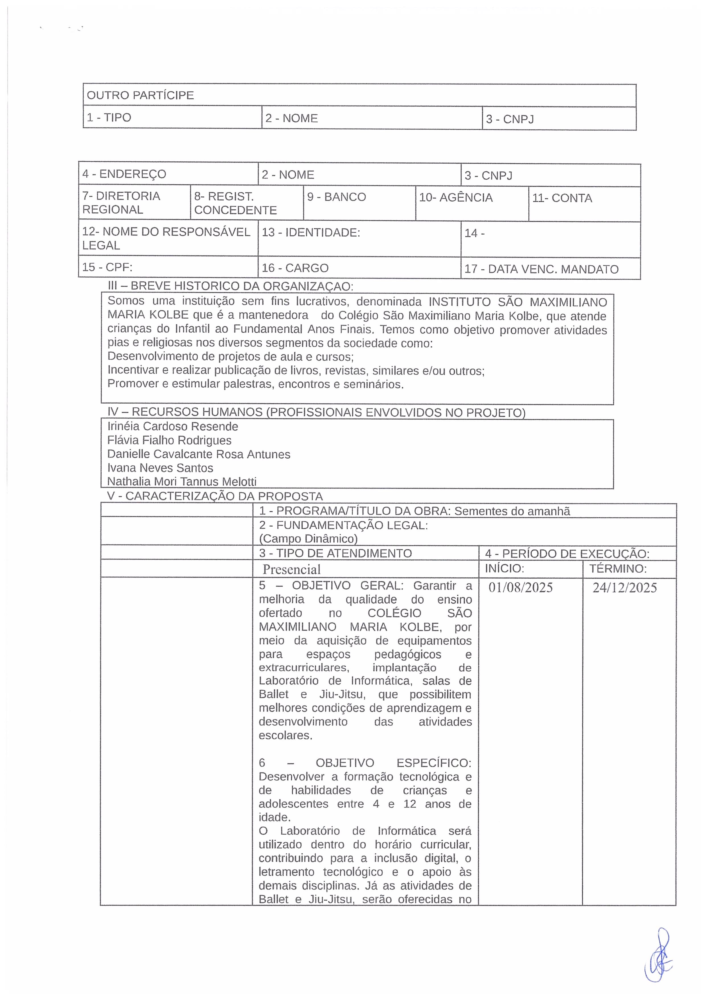 OUTRO PARTÍCIPE
1 - TIPO 2 - NOME 3 - CNPJ
4 - ENDEREÇO 2 - NOME 3 - CNPJ
7- DIRETORIA REGIONAL 8- REGIST. CONCEDENTE 9 - BANCO 10- AGÊNCIA 11- CONTA
12- NOME DO RESPONSÁVEL LEGAL 13 - IDENTIDADE: 14 -
15 - CPF: 16 - CARGO 17 - DATA VENC. MANDATO
III – BREVE HISTORICO DA ORGANIZAÇAO:
Somos uma instituição sem fins lucrativos, denominada INSTITUTO SÃO MAXIMILIANO
MARIA KOLBE que é a mantenedora do Colégio São Maximiliano Maria Kolbe, que atende
crianças do Infantil ao Fundamental Anos Finais. Temos como objetivo promover atividades
pias e religiosas nos diversos segmentos da sociedade como:
Desenvolvimento de projetos de aula e cursos;
Incentivar e realizar publicação de livros, revistas, similares e/ou outros;
Promover e estimular palestras, encontros e seminários.
IV – RECURSOS HUMANOS (PROFISSIONAIS ENVOLVIDOS NO PROJETO)
Irinéia Cardoso Resende
Flávia Fialho Rodrigues
Danielle Cavalcante Rosa Antunes
Ivana Neves Santos
Nathalia Mori Tannus Melotti
V - CARACTERIZAÇÃO DA PROPOSTA
1 - PROGRAMA/TÍTULO DA OBRA: Sementes do amanhã
2 - FUNDAMENTAÇÃO LEGAL:
(Campo Dinâmico)
3 - TIPO DE ATENDIMENTO 4 - PERÍODO DE EXECUÇÃO:
Presencial INÍCIO: TÉRMINO:
5 – OBJETIVO GERAL: Garantir a 01/08/2025 24/12/2025
melhoria da qualidade do ensino
ofertado no COLÉGIO SÃO
MAXIMILIANO MARIA KOLBE, por
meio da aquisição de equipamentos
para espaços pedagógicos e
extracurriculares, implantação de
Laboratório de Informática, salas de
Ballet e Jiu-Jitsu, que possibilitem
melhores condições de aprendizagem e
desenvolvimento das atividades
escolares.
6 – OBJETIVO ESPECÍFICO:
Desenvolver a formação tecnológica e
de habilidades de crianças e
adolescentes entre 4 e 12 anos de
idade.
O Laboratório de Informática será
utilizado dentro do horário curricular,
contribuindo para a inclusão digital, o
letramento tecnológico e o apoio às
demais disciplinas. Já as atividades de
Ballet e Jiu-Jitsu, serão oferecidas no